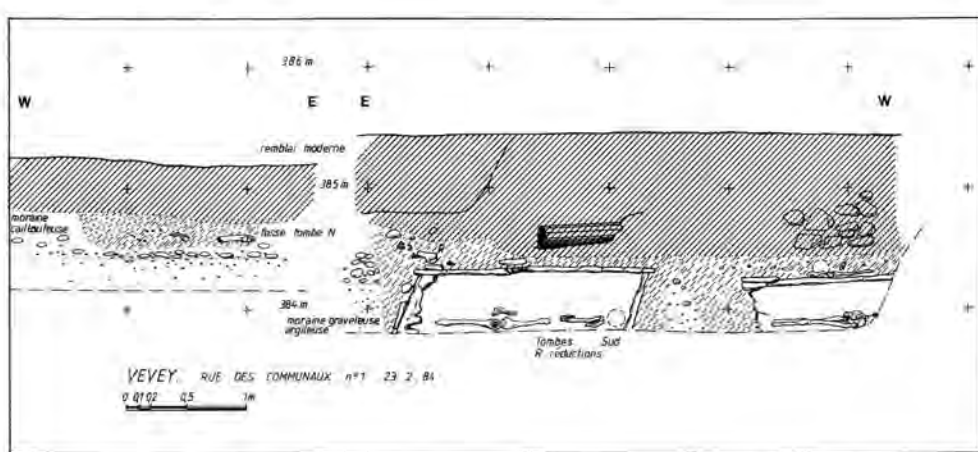 386 m
W E E W
remblai moderne
385 m
moraine
caillouteuse
fosse tombe N
384 m
moraine graveleuse
argileuse
Tombes Sud
R réductions
VEVEY. RUE DES COMMUNAUX n°1 23.2.84
0 0,1 0,2 0,5 1m